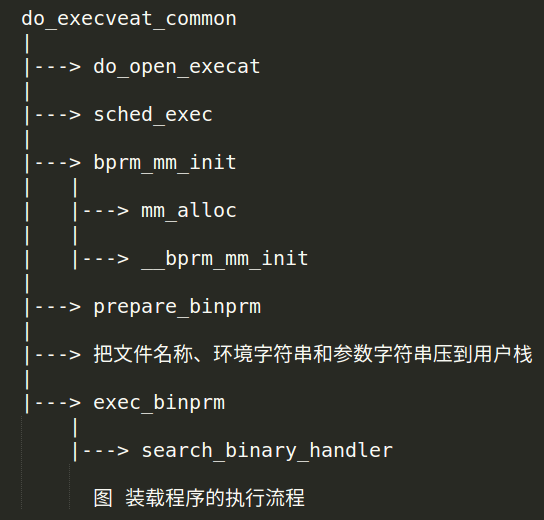 do_execveat_common
|
|---> do_open_execat
|
|---> sched_exec
|
|---> bprm_mm_init
|   |
|   |---> mm_alloc
|   |
|   |---> __bprm_mm_init
|
|---> prepare_binprm
|
|---> 把文件名称、环境字符串和参数字符串压到用户栈
|
|---> exec_binprm
    |
    |---> search_binary_handler
图 装载程序的执行流程